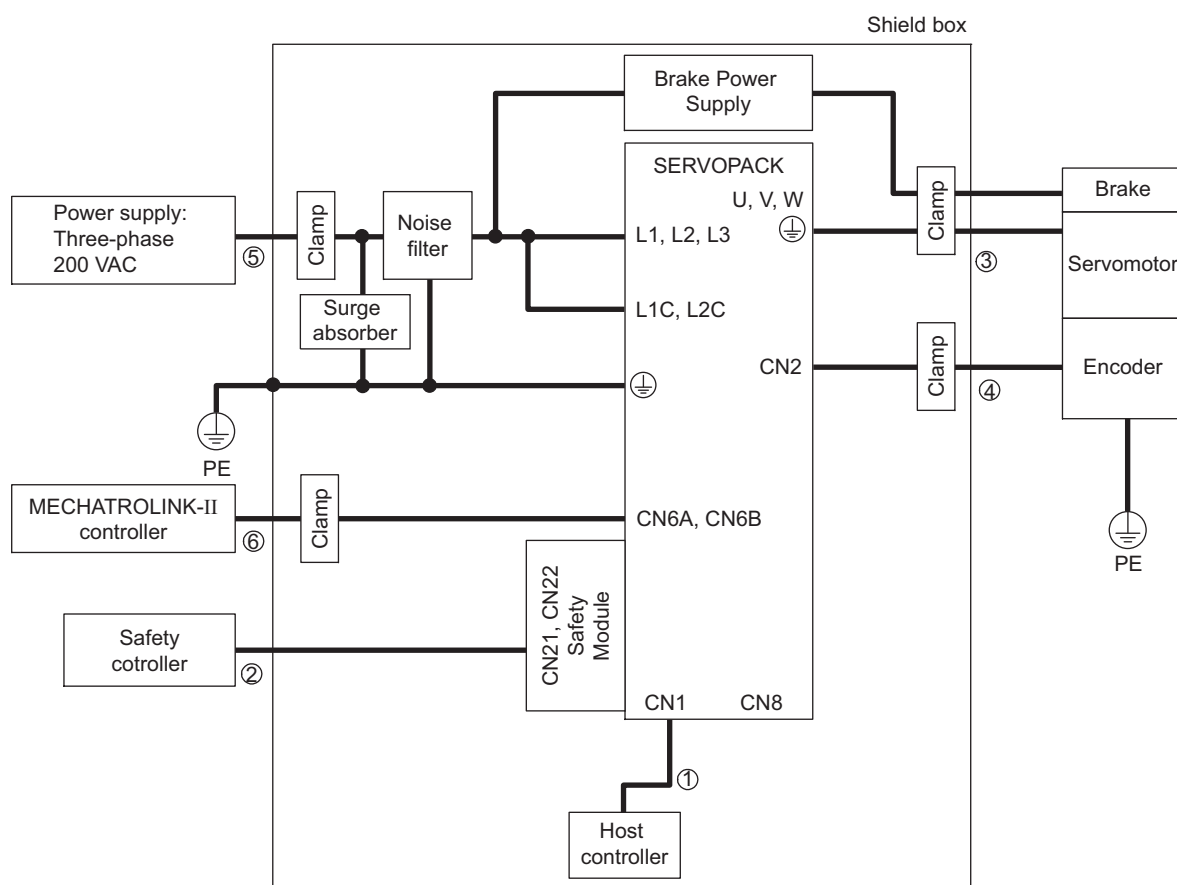 Shield box
Brake Power
Supply
SERVOPACK
U, V, W
Power supply:
Three-phase
200 VAC
⑤
Clamp
Noise
filter
L1, L2, L3
Clamp
③
Brake
Servomotor
Surge
absorber
L1C, L2C
CN2
Clamp
④
Encoder
PE
PE
MECHATROLINK-II
controller
⑥
Clamp
CN6A, CN6B
CN21, CN22
Safety
Module
Safety
cotroller
②
CN1
CN8
①
Host
controller